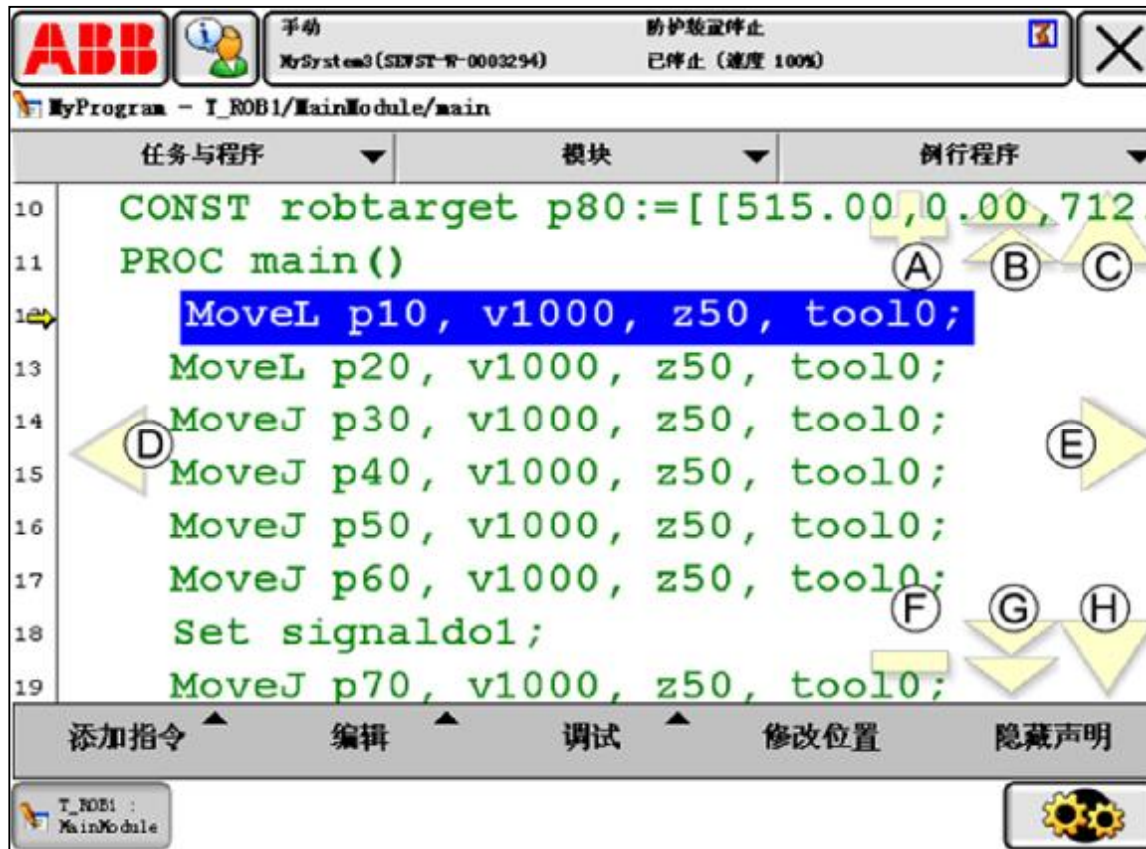 ABB
手动
防护装置停止
MySystem3(SEVST-W-0003294)
已停止 (速度 100%)
MyProgram - T_ROB1/MainModule/main
任务与程序
模块
例行程序
10 CONST robtarget p80:=[[515.00,0.00,712
11 PROC main()
A B C
MoveL p10, v1000, z50, tool0;
13 MoveL p20, v1000, z50, tool0;
14 MoveJ p30, v1000, z50, tool0;
D E
15 MoveJ p40, v1000, z50, tool0;
16 MoveJ p50, v1000, z50, tool0;
17 MoveJ p60, v1000, z50, tool0;
F G H
18 Set signaldo1;
19 MoveJ p70, v1000, z50, tool0;
添加指令 编辑 调试 修改位置 隐藏声明
T_ROB1 :
MainModule